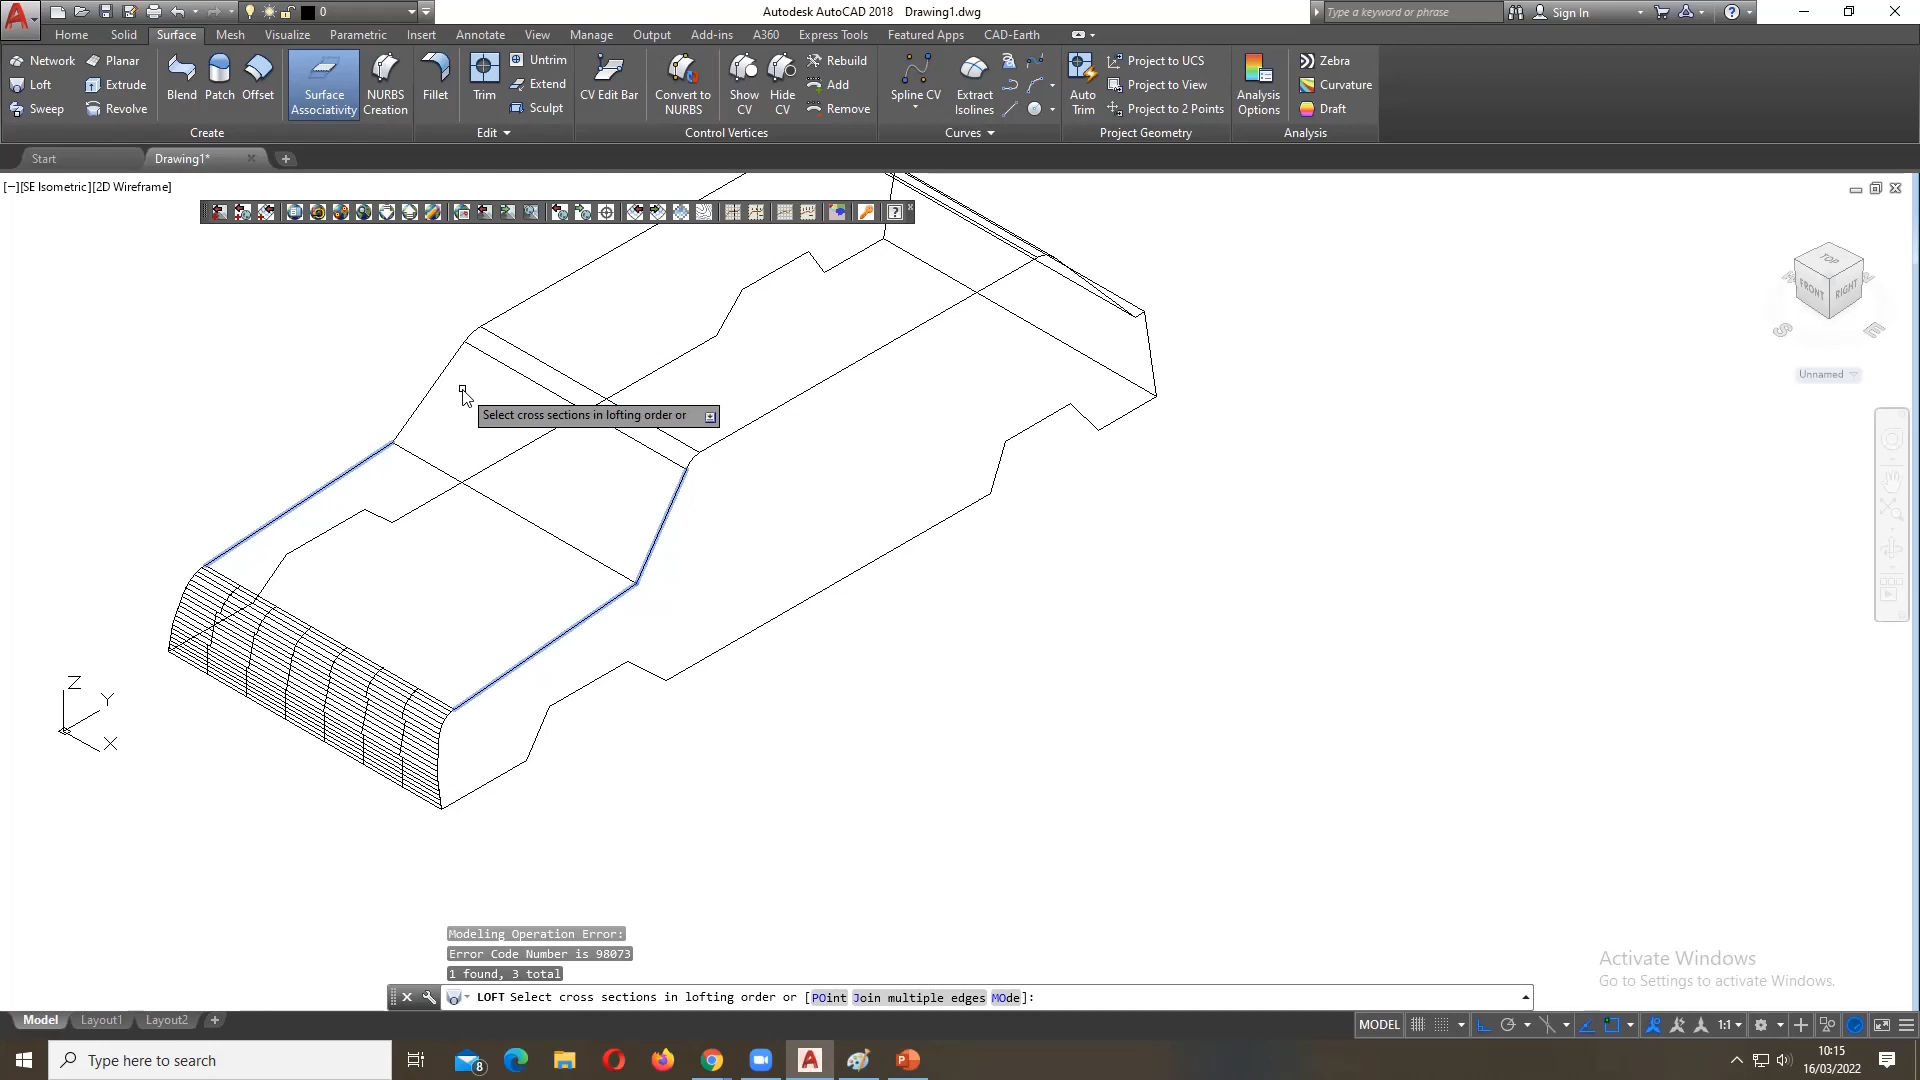 Autodesk AutoCAD 2018 Drawing1.dwg
Type a keyword or phrase
Sign In
0
Home Solid Surface Mesh Visualize Parametric Insert Annotate View Manage Output Add-ins A360 Express Tools Featured Apps CAD-Earth
Network Planar
Loft Extrude
Sweep Revolve
Create
Blend Patch Offset
Surface Associativity
NURBS Creation
Fillet
Trim
Untrim
Extend
Sculpt
Edit
CV Edit Bar
Convert to NURBS
Show CV
Hide CV
Rebuild
Add
Remove
Control Vertices
Spline CV
Extract Isolines
Curves
Auto Trim
Project to UCS
Project to View
Project to 2 Points
Project Geometry
Analysis Options
Zebra
Curvature
Draft
Analysis
Start Drawing1*
[−][SE Isometric][2D Wireframe]
TOP
FRONT RIGHT
S E
Unnamed
Select cross sections in lofting order or
Z
Y
X
Modeling Operation Error:
Error Code Number is 98073
1 found, 3 total
LOFT Select cross sections in lofting order or [POint Join multiple edges MOde]:
Activate Windows
Go to Settings to activate Windows.
Model Layout1 Layout2
MODEL 1:1
Type here to search
8
10:15
16/03/2022